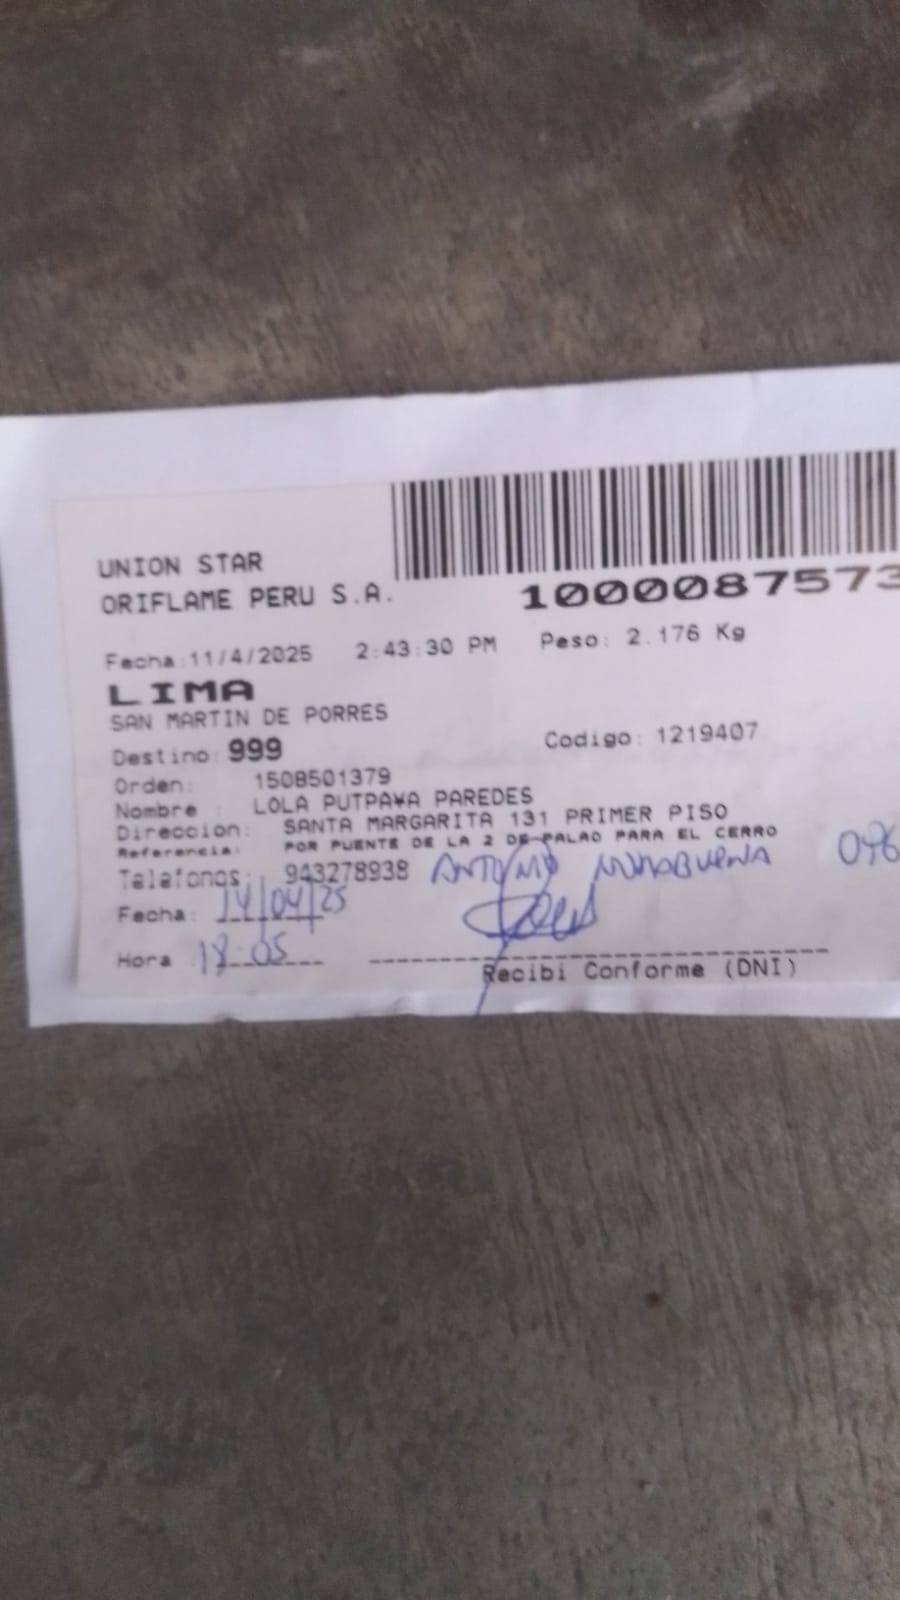 UNION STAR
ORIFLAME PERU S.A.
1000087573
Fecha:11/4/2025 2:43:30 PM Peso: 2.176 Kg
LIMA
SAN MARTIN DE PORRES
Destino: 999 Codigo: 1219407
Orden: 1508501379
Nombre : LOLA PUTPA¥A PAREDES
Direccion: SANTA MARGARITA 131 PRIMER PISO
Referencia: POR PUENTE DE LA 2 DE PALAO PARA EL CERRO
Telefonos: 943278938 ANTONIO
Fecha: 14/04/25
Hora 18:05
Recibi Conforme (DNI)